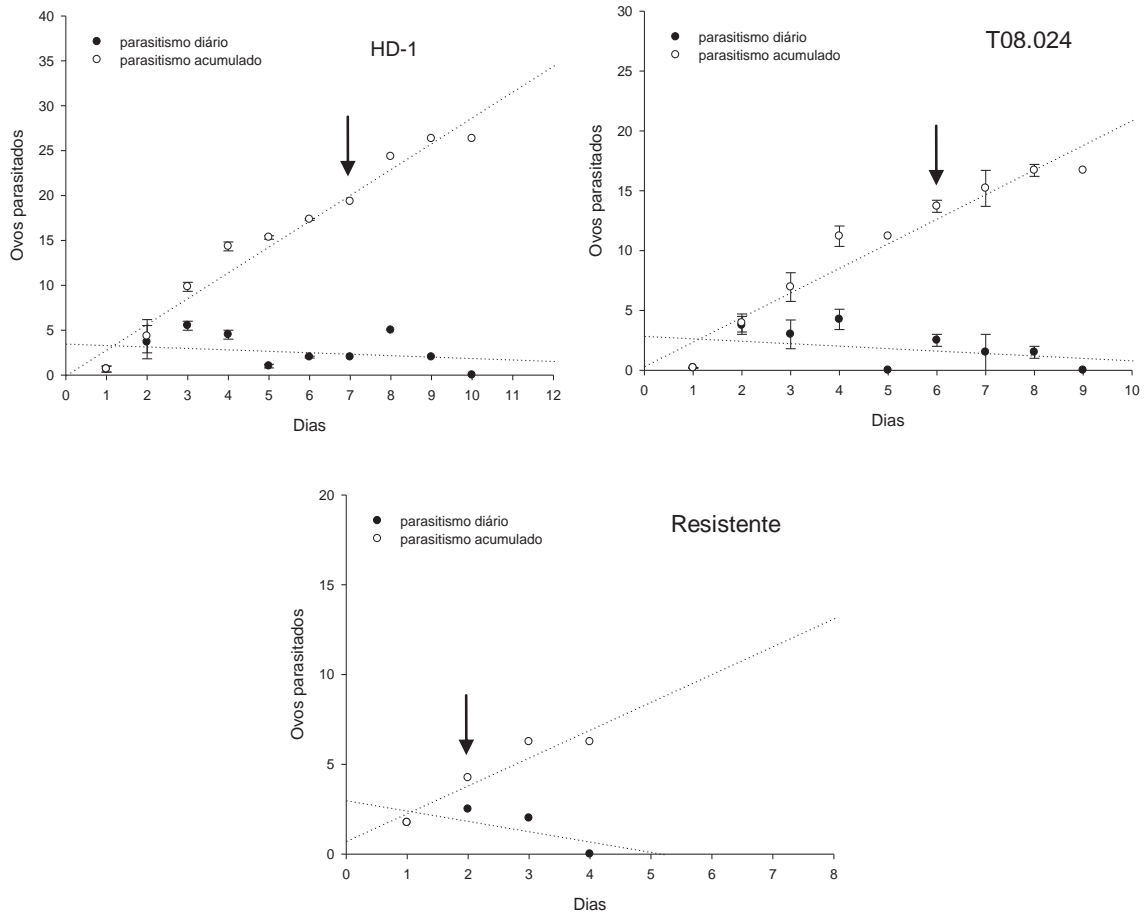 HD-1
parasitismo diário
parasitismo acumulado
Ovos parasitados
40
35
30
25
20
15
10
5
0
0 1 2 3 4 5 6 7 8 9 10 11 12
Dias
T08.024
parasitismo diário
parasitismo acumulado
Ovos parasitados
30
25
20
15
10
5
0
0 1 2 3 4 5 6 7 8 9 10
Dias
Resistente
parasitismo diário
parasitismo acumulado
Ovos parasitados
20
15
10
5
0
0 1 2 3 4 5 6 7 8
Dias